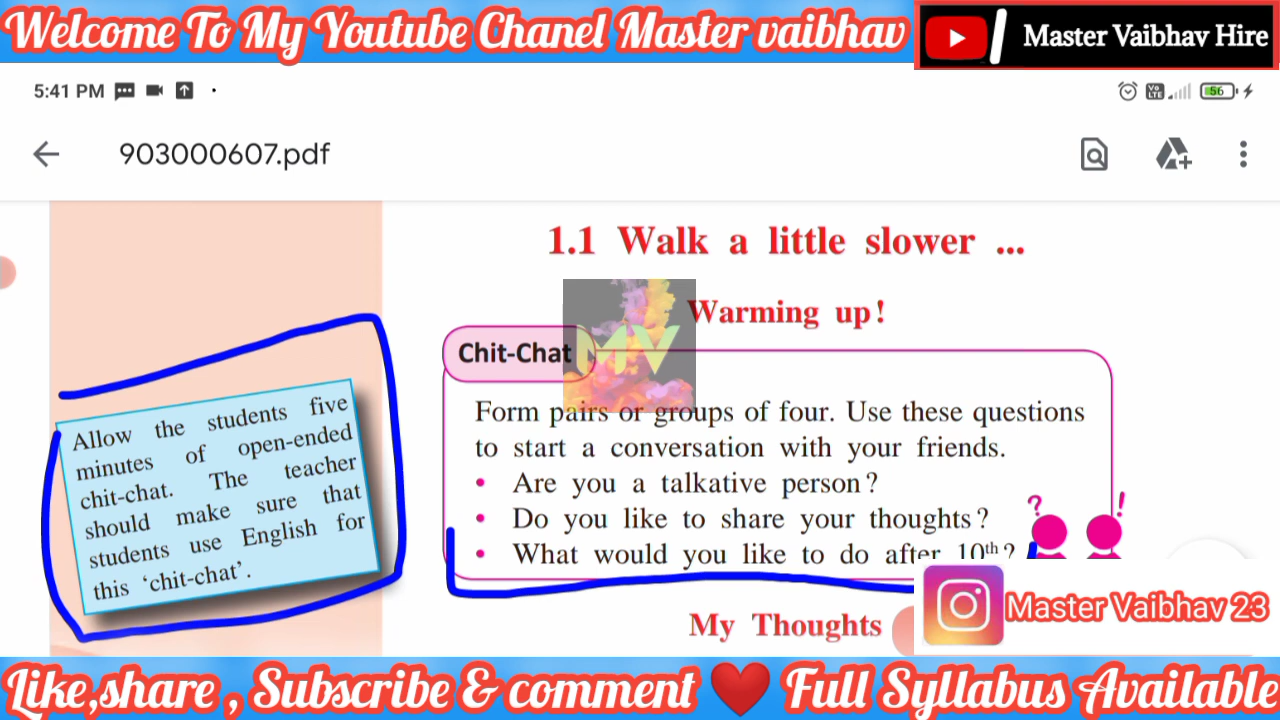 Welcome To My Youtube Chanel Master vaibhav
Master Vaibhav Hire
5:41 PM
Vo LTE
56
903000607.pdf
1.1 Walk a little slower ...
Warming up!
Chit-Chat
MV
Form pairs or groups of four. Use these questions
to start a conversation with your friends.
• Are you a talkative person?
• Do you like to share your thoughts?
• What would you like to do after 10th?
? !
Allow the students five
minutes of open-ended
chit-chat. The teacher
should make sure that
students use English for
this ‘chit-chat’.
My Thoughts
Master Vaibhav 23
Like,share , Subscribe & comment ❤ Full Syllabus Available